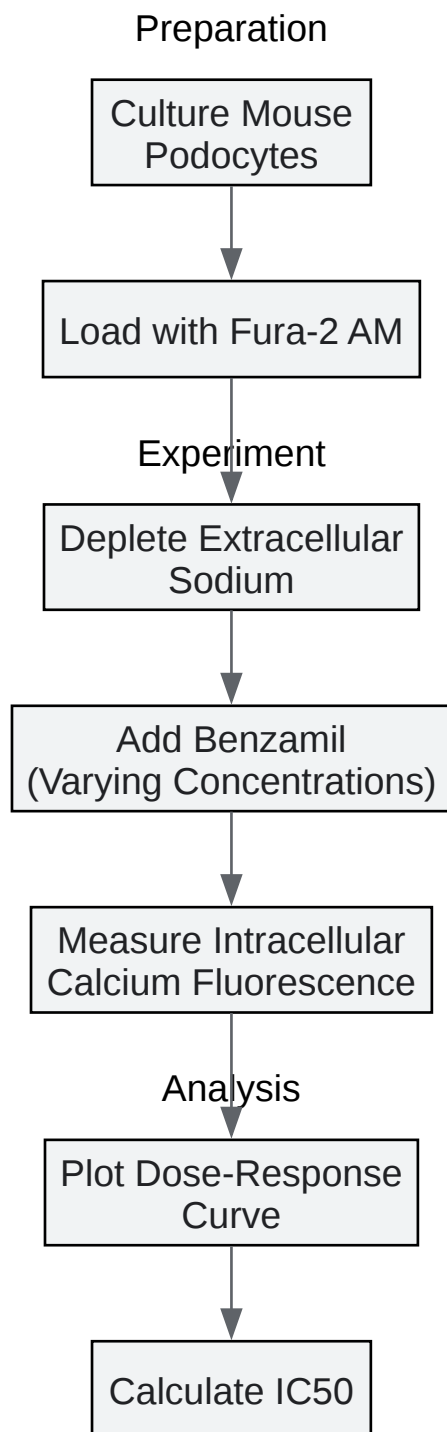 Preparation
Culture Mouse
Podocytes
Load with Fura-2 AM
Experiment
Deplete Extracellular
Sodium
Add Benzamil
(Varying Concentrations)
Measure Intracellular
Calcium Fluorescence
Analysis
Plot Dose-Response
Curve
Calculate IC50